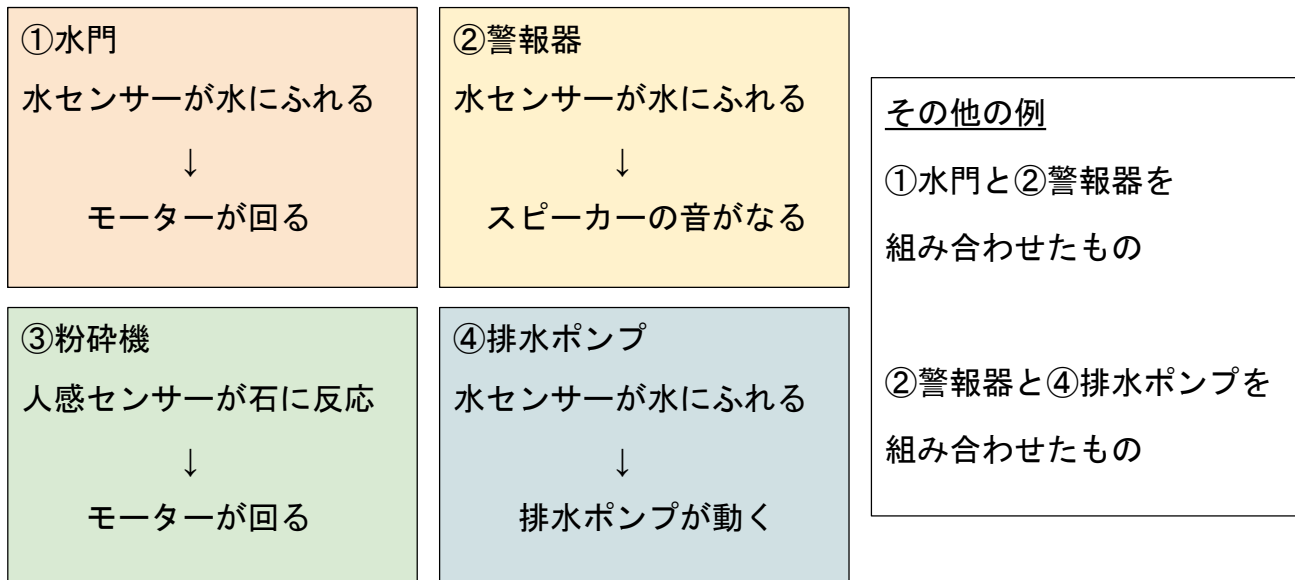 ①水門
水センサーが水にふれる
↓
モーターが回る
②警報器
水センサーが水にふれる
↓
スピーカーの音がなる
③粉砕機
人感センサーが石に反応
↓
モーターが回る
④排水ポンプ
水センサーが水にふれる
↓
排水ポンプが動く
その他の例
①水門と②警報器を
組み合わせたもの
②警報器と④排水ポンプを
組み合わせたもの